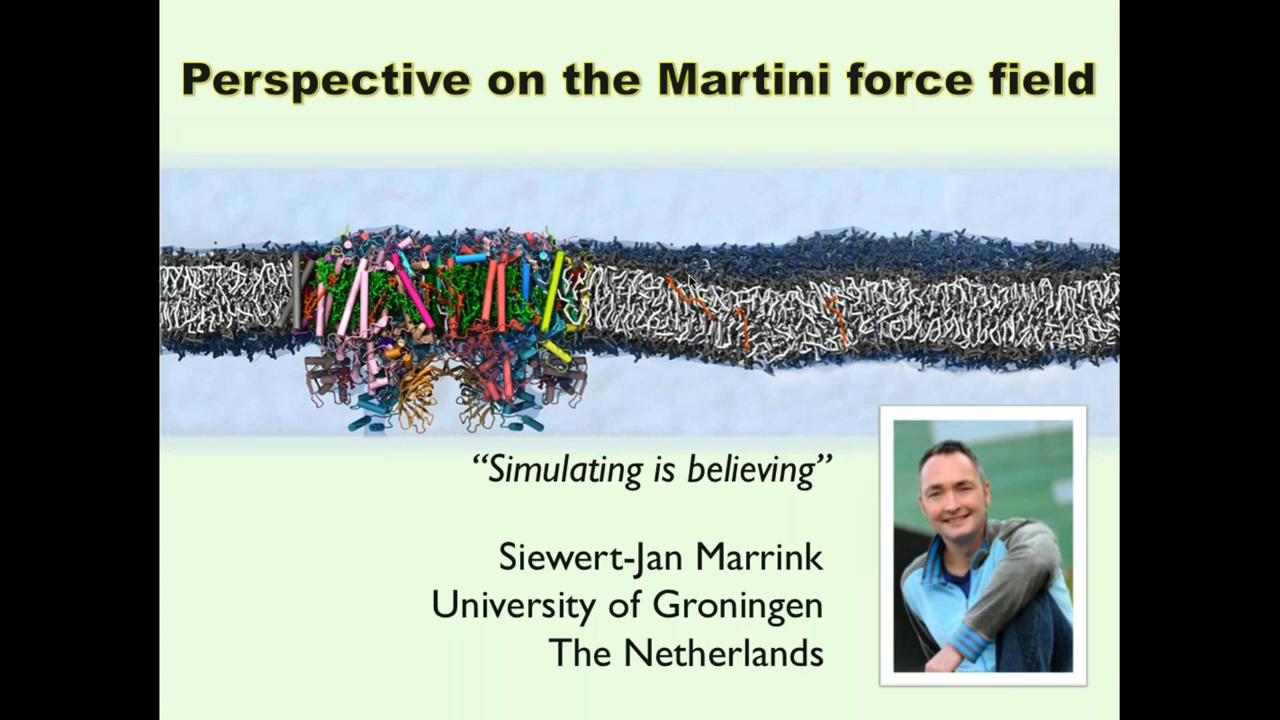 Perspective on the Martini force field
“Simulating is believing”
Siewert-Jan Marrink
University of Groningen
The Netherlands